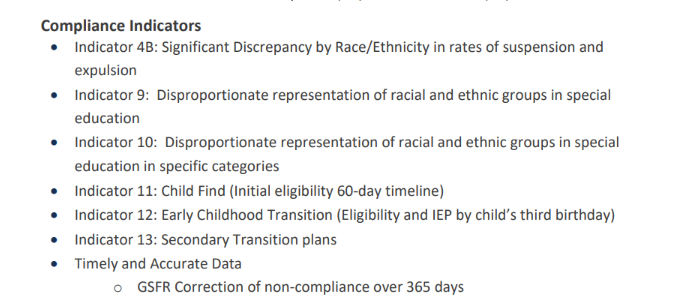 Compliance Indicators
• Indicator 4B: Significant Discrepancy by Race/Ethnicity in rates of suspension and
expulsion
• Indicator 9:  Disproportionate representation of racial and ethnic groups in special
education
• Indicator 10:  Disproportionate representation of racial and ethnic groups in special
education in specific categories
• Indicator 11: Child Find (Initial eligibility 60-day timeline)
• Indicator 12: Early Childhood Transition (Eligibility and IEP by child’s third birthday)
• Indicator 13: Secondary Transition plans
• Timely and Accurate Data
o GSFR Correction of non-compliance over 365 days